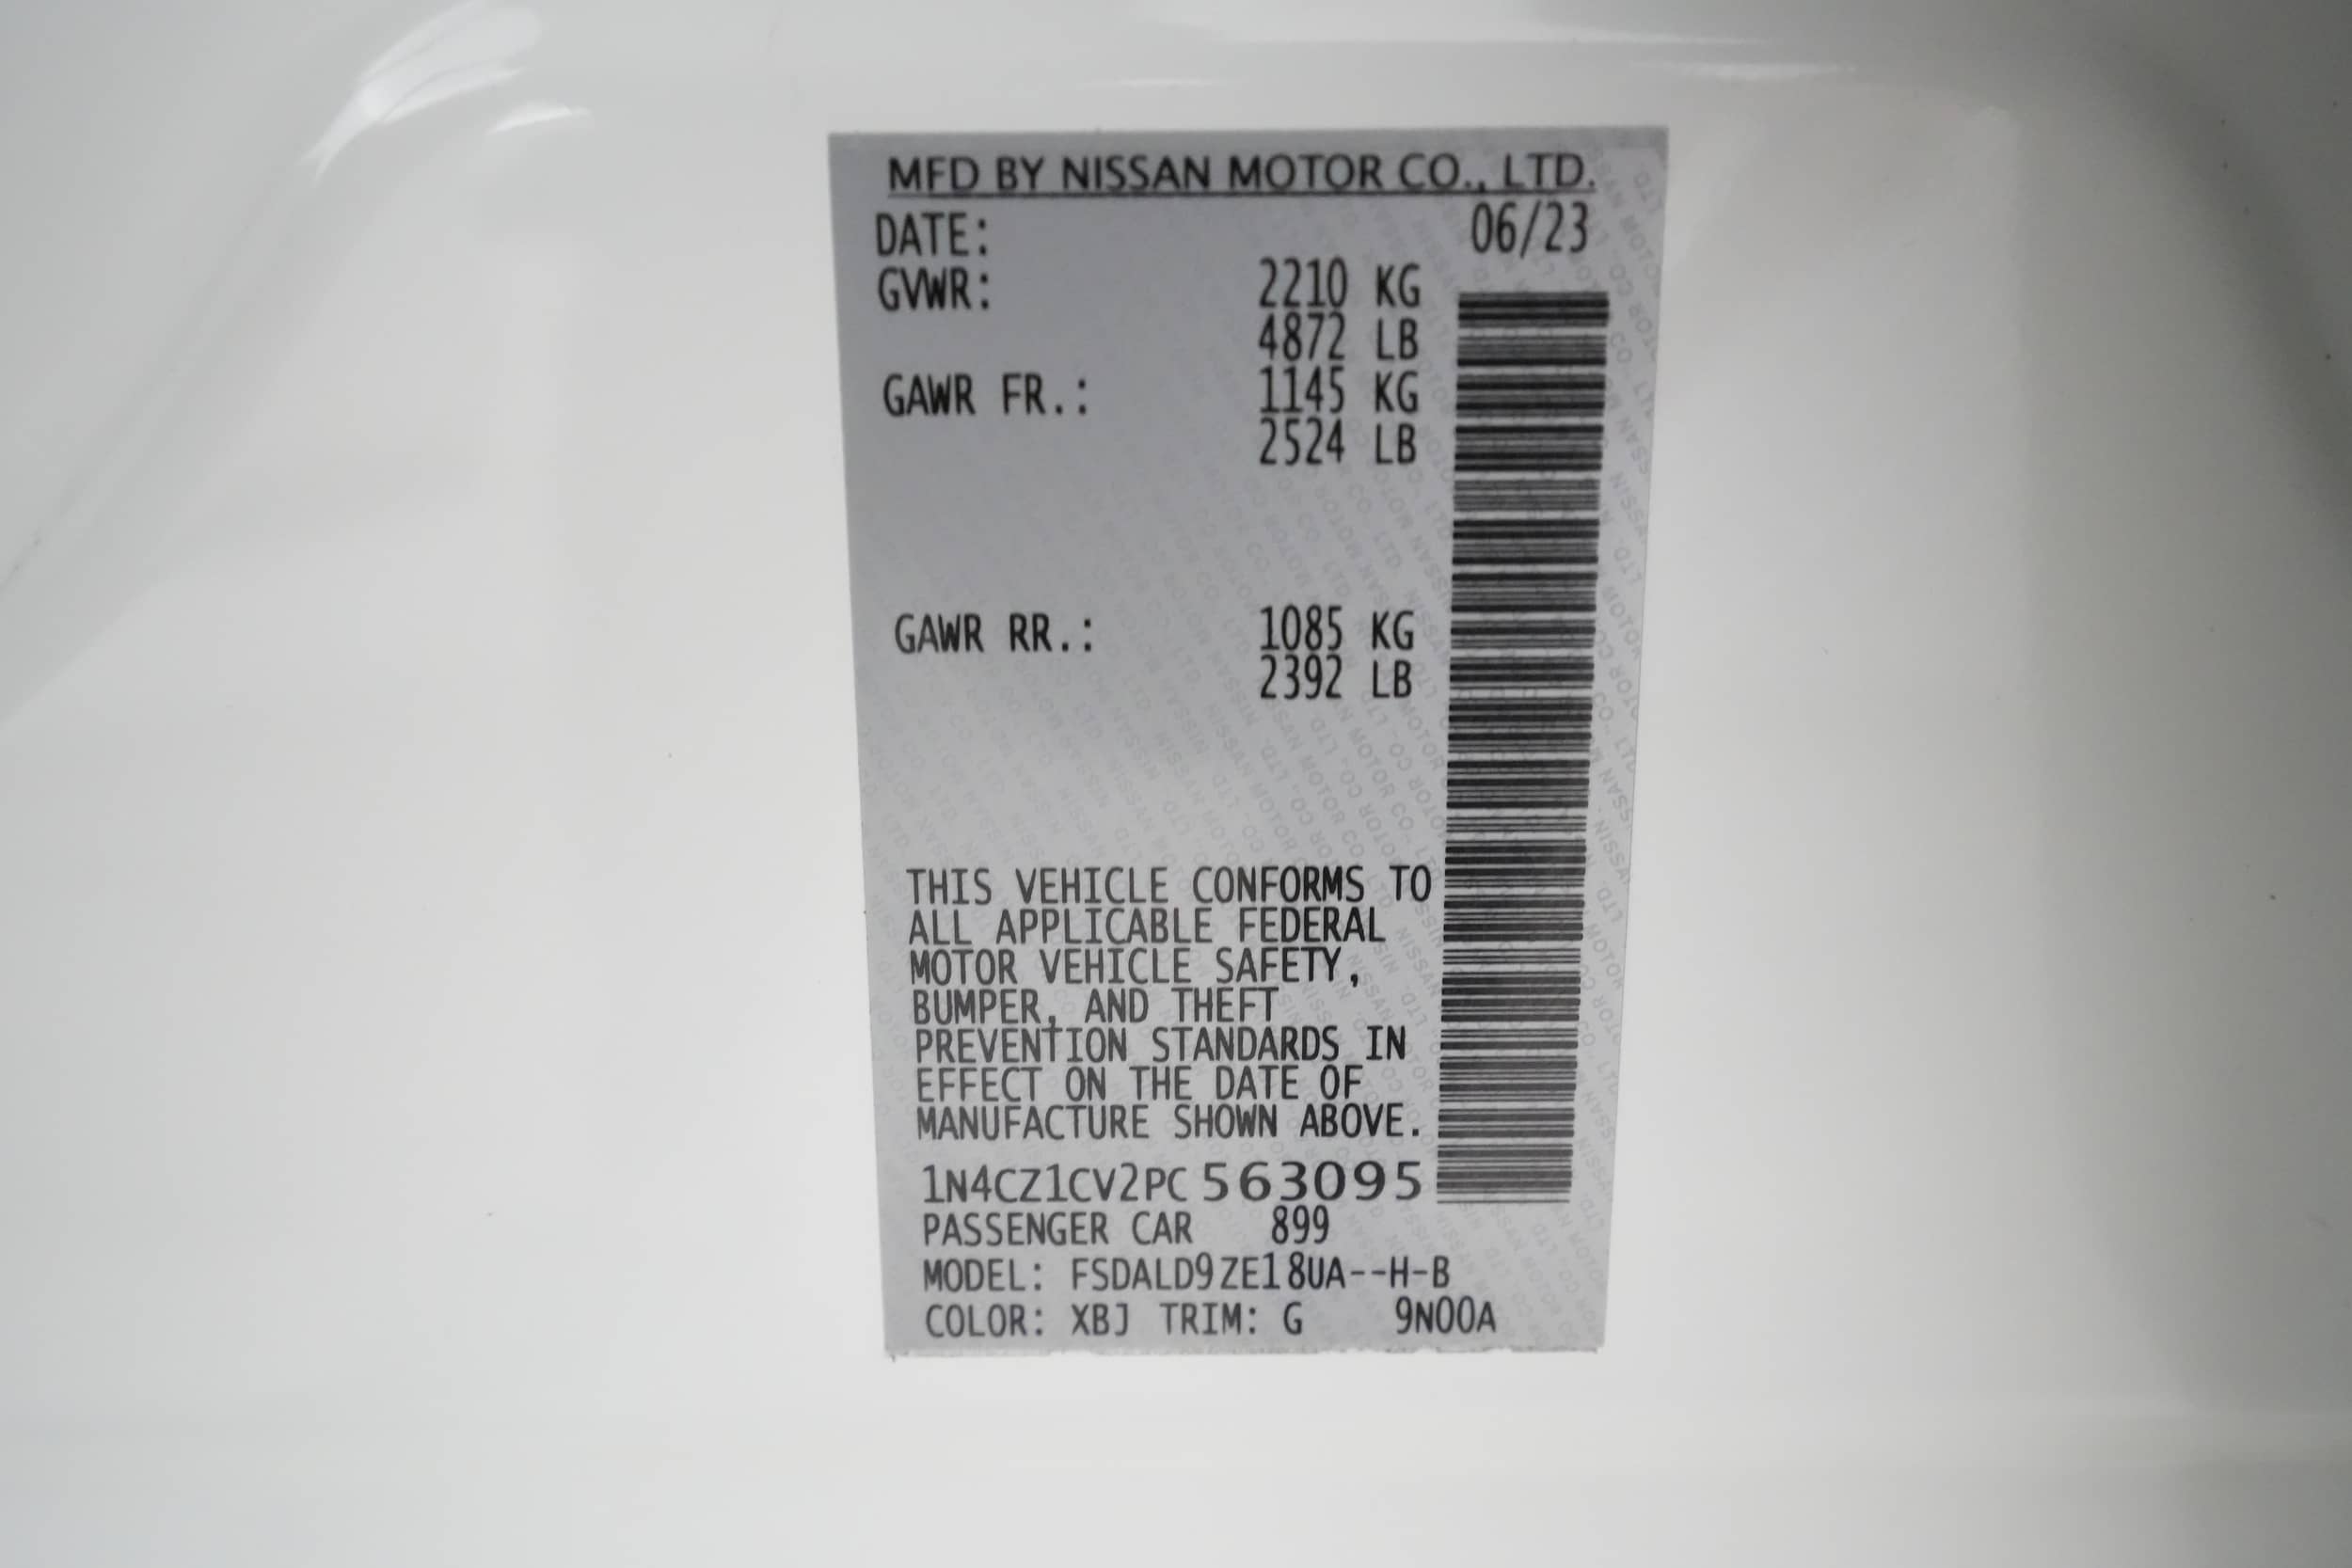 MFD BY NISSAN MOTOR CO., LTD.
DATE: 06/23
GVWR: 2210 KG
4872 LB
GAWR FR.: 1145 KG
2524 LB
GAWR RR.: 1085 KG
2392 LB
THIS VEHICLE CONFORMS TO
ALL APPLICABLE FEDERAL
MOTOR VEHICLE SAFETY,
BUMPER, AND THEFT
PREVENTION STANDARDS IN
EFFECT ON THE DATE OF
MANUFACTURE SHOWN ABOVE.
1N4CZ1CV2PC563095
PASSENGER CAR 899
MODEL: FSDALD9ZE18UA--H-B
COLOR: XBJ TRIM: G 9N00A